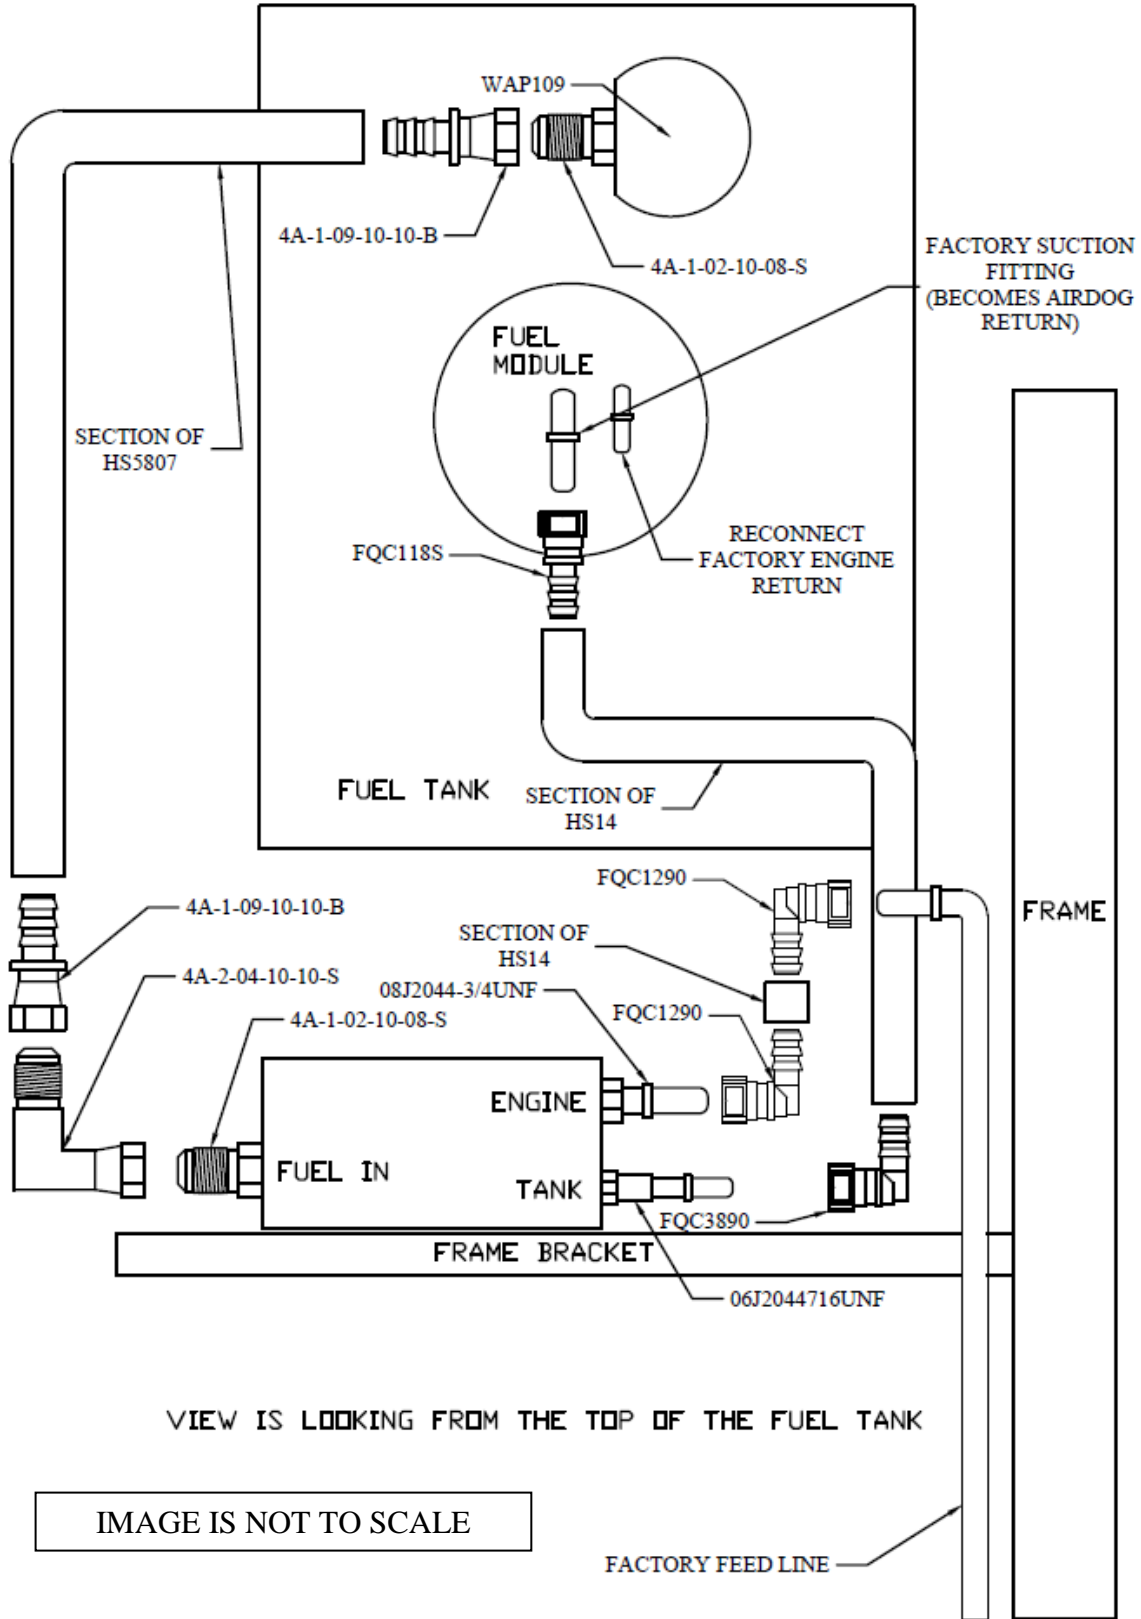 WAP109
4A-1-09-10-10-B
4A-1-02-10-08-S
FACTORY SUCTION
FITTING
(BECOMES AIRDOG
RETURN)
FUEL
MODULE
SECTION OF
HS5807
FQC118S
RECONNECT
FACTORY ENGINE
RETURN
FUEL TANK
SECTION OF
HS14
FQC1290
4A-1-09-10-10-B
FRAME
SECTION OF
HS14
4A-2-04-10-10-S
08J2044-3/4UNF
FQC1290
4A-1-02-10-08-S
ENGINE
FUEL IN
TANK
FQC3890
FRAME BRACKET
06J2044716UNF
VIEW IS LOOKING FROM THE TOP OF THE FUEL TANK
IMAGE IS NOT TO SCALE
FACTORY FEED LINE